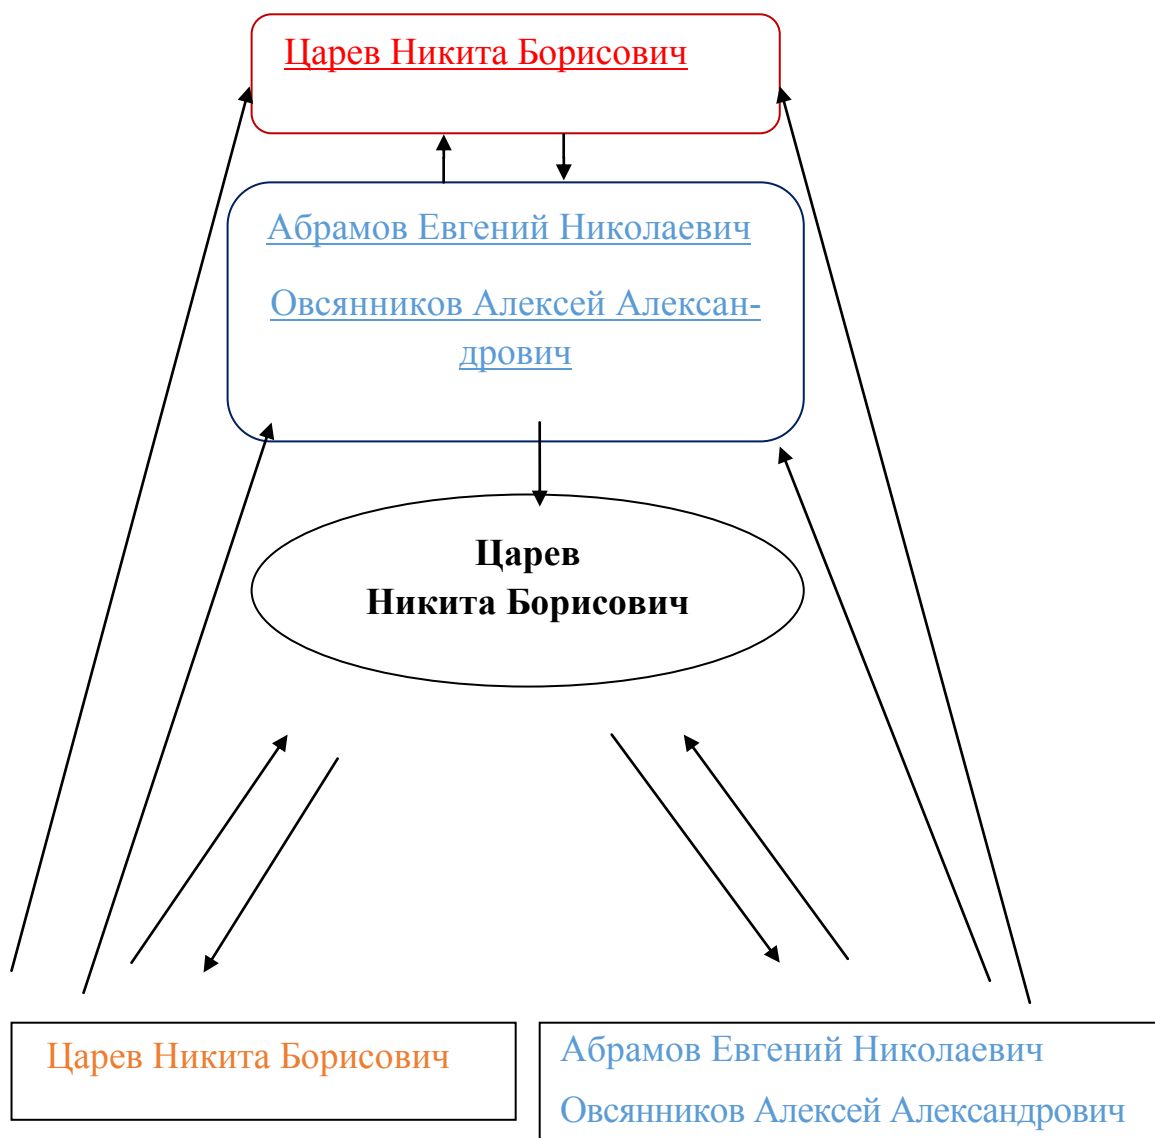 Царев Никита Борисович
Абрамов Евгений Николаевич
Овсянников Алексей Алексан-
дрович
Царев
Никита Борисович
Царев Никита Борисович
Абрамов Евгений Николаевич
Овсянников Алексей Александрович